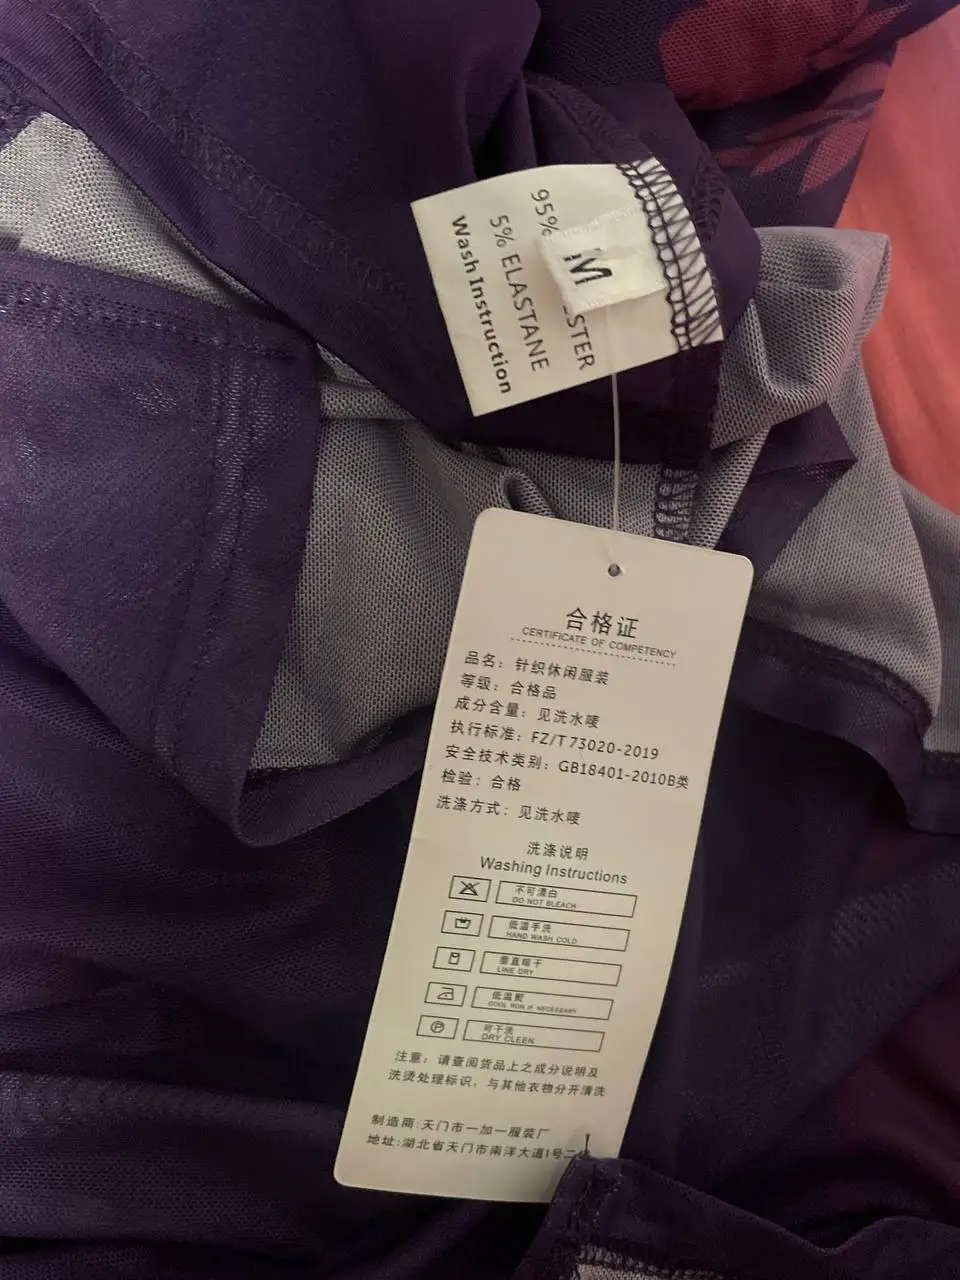 95%
M
ESTER
5% ELASTANE
Wash Instruction
合格证
CERTIFICATE OF COMPETENCY
品名：针织休闲服装
等级：合格品
成分含量：见洗水唛
执行标准：FZ/T 73020-2019
安全技术类别：GB18401-2010B类
检验：合格
洗涤方式：见洗水唛
洗涤说明
Washing Instructions
不可漂白
DO NOT BLEACH
低温手洗
HAND WASH COLD
垂直晾干
LINE DRY
低温熨
COOL RON IF NECESSARY
P
可干洗
DRY CLEEN
注意：请查阅货品上之成分说明及
洗烫处理标识，与其他衣物分开清洗
制造商:天门市一加一服装厂
地址:湖北省天门市南洋大道1号二